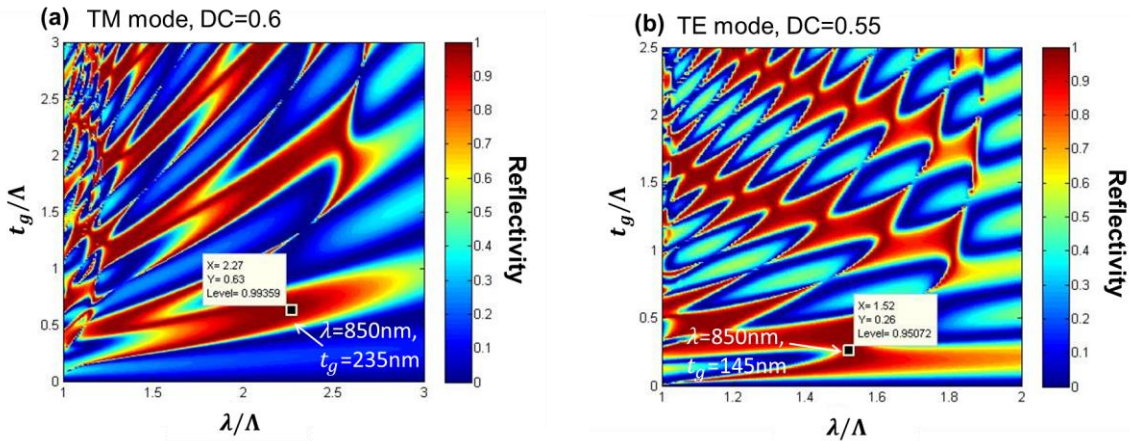 (a) TM mode, DC=0.6
3
2.5
2
1.5
1
0.5
0
1
1.5
2
2.5
3
t_g/Λ
λ/Λ
X= 2.27
Y= 0.63
Level= 0.99359
λ=850nm,
t_g=235nm
1
0.9
0.8
0.7
0.6
0.5
0.4
0.3
0.2
0.1
0
Reflectivity
(b) TE mode, DC=0.55
2.5
2
1.5
1
0.5
0
1
1.2
1.4
1.6
1.8
2
t_g/Λ
λ/Λ
X= 1.52
Y= 0.26
Level= 0.95072
λ=850nm,
t_g=145nm
1
0.9
0.8
0.7
0.6
0.5
0.4
0.3
0.2
0.1
0
Reflectivity